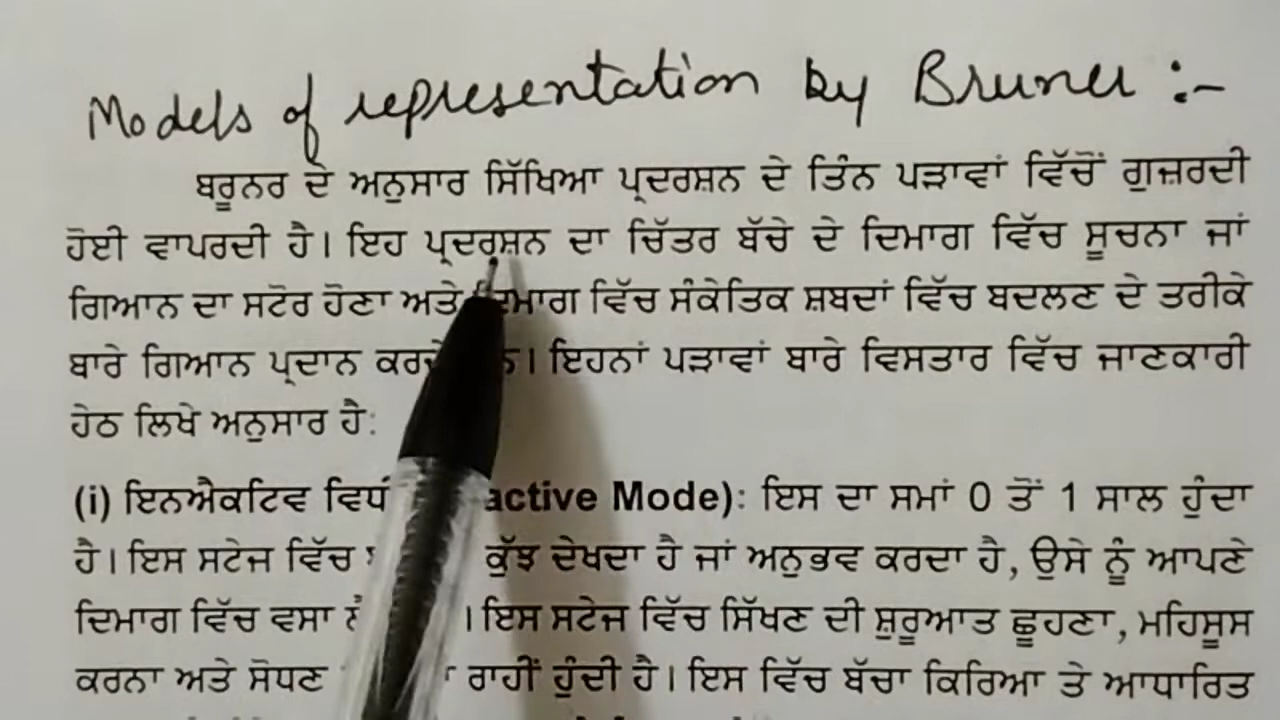 Models of representation by Bruner :-
ਬਰੂਨਰ ਦੇ ਅਨੁਸਾਰ ਸਿੱਖਿਆ ਪ੍ਰਦਰਸ਼ਨ ਦੇ ਤਿੰਨ ਪੜਾਵਾਂ ਵਿੱਚੋਂ ਗੁਜ਼ਰਦੀ
ਹੋਈ ਵਾਪਰਦੀ ਹੈ। ਇਹ ਪ੍ਰਦਰਸ਼ਨ ਦਾ ਚਿੱਤਰ ਬੱਚੇ ਦੇ ਦਿਮਾਗ ਵਿੱਚ ਸੂਚਨਾ ਜਾਂ
ਗਿਆਨ ਦਾ ਸਟੋਰ ਹੋਣਾ ਅਤੇ ਦਿਮਾਗ ਵਿੱਚ ਸੰਕੇਤਿਕ ਸ਼ਬਦਾਂ ਵਿੱਚ ਬਦਲਣ ਦੇ ਤਰੀਕੇ
ਬਾਰੇ ਗਿਆਨ ਪ੍ਰਦਾਨ ਇਹਨਾਂ ਪੜਾਵਾਂ ਬਾਰੇ ਵਿਸਤਾਰ ਵਿੱਚ ਜਾਣਕਾਰੀ
ਹੇਠ ਲਿਖੇ ਅਨੁਸਾਰ ਹੈ:
(i) ਇਨਐਕਟਿਵ active Mode): ਇਸ ਦਾ ਸਮਾਂ 0 ਤੋਂ 1 ਸਾਲ ਹੁੰਦਾ
ਹੈ। ਇਸ ਸਟੇਜ ਵਿੱਚ ਕੁੱਝ ਦੇਖਦਾ ਹੈ ਜਾਂ ਅਨੁਭਵ ਕਰਦਾ ਹੈ, ਉਸੇ ਨੂੰ ਆਪਣੇ
ਦਿਮਾਗ ਵਿੱਚ ਵਸਾ । ਇਸ ਸਟੇਜ ਵਿੱਚ ਸਿੱਖਣ ਦੀ ਸ਼ੁਰੂਆਤ ਛੂਹਣਾ, ਮਹਿਸੂਸ
ਕਰਨਾ ਅਤੇ ਸੋਧਣ ਰਾਹੀਂ ਹੁੰਦੀ ਹੈ। ਇਸ ਵਿੱਚ ਬੱਚਾ ਕਿਰਿਆ ਤੇ ਆਧਾਰਿਤ